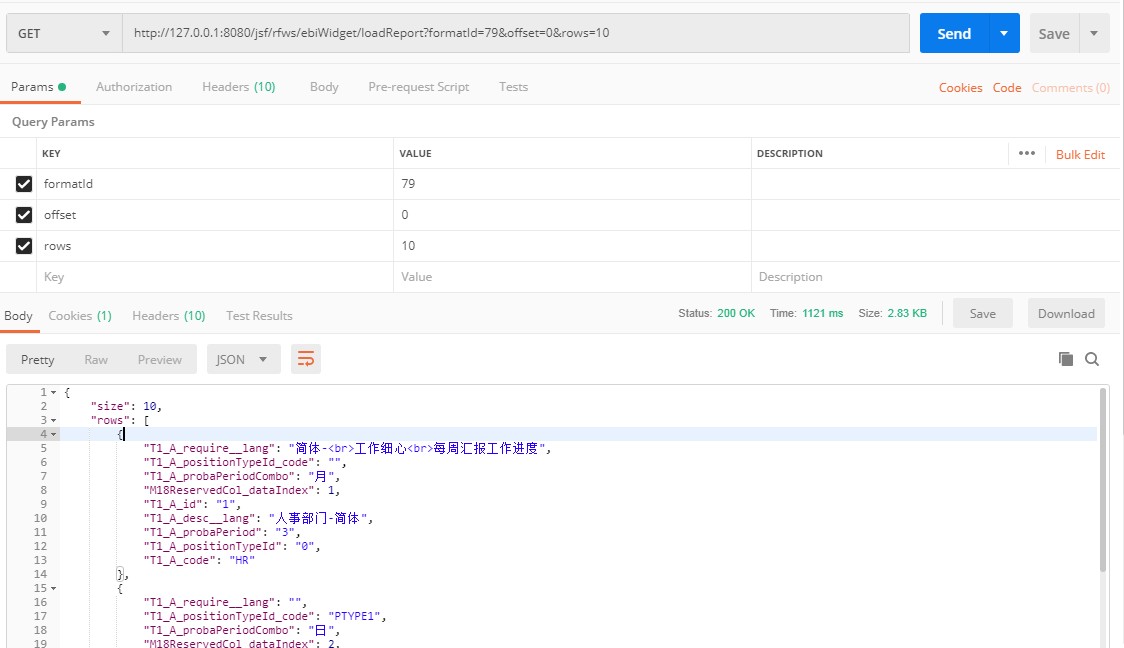 GET http://127.0.0.1:8080/jsf/rfws/ebiWidget/loadReport?formatId=79&offset=0&rows=10 Send Save
Params Authorization Headers (10) Body Pre-request Script Tests Cookies Code Comments (0)
Query Params
KEY VALUE DESCRIPTION ••• Bulk Edit
formatId 79
offset 0
rows 10
Key Value Description
Body Cookies (1) Headers (10) Test Results Status: 200 OK Time: 1121 ms Size: 2.83 KB Save Download
Pretty Raw Preview JSON
1 {
2 "size": 10,
3 "rows": [
4 {
5 "T1_A_require__lang": "简体-<br>工作细心<br>每周汇报工作进度",
6 "T1_A_positionTypeId_code": "",
7 "T1_A_probaPeriodCombo": "月",
8 "M18ReservedCol_dataIndex": 1,
9 "T1_A_id": "1",
10 "T1_A_desc__lang": "人事部门-简体",
11 "T1_A_probaPeriod": "3",
12 "T1_A_positionTypeId": "0",
13 "T1_A_code": "HR"
14 },
15 {
16 "T1_A_require__lang": "",
17 "T1_A_positionTypeId_code": "PTYPE1",
18 "T1_A_probaPeriodCombo": "日",
19 "M18ReservedCol_dataIndex": 2,